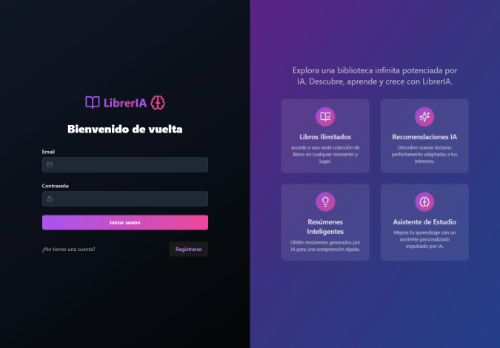 LibrerIA
Bienvenido de vuelta
Email
Contraseña
Iniciar sesión
¿No tienes una cuenta?
Registrarse
Explora una biblioteca infinita potenciada por
IA. Descubre, aprende y crece con LibrerIA.
Libros Ilimitados
Accede a una vasta colección de
libros en cualquier momento y
lugar.
Recomendaciones IA
Descubre nuevas lecturas
perfectamente adaptadas a tus
intereses.
Resúmenes
Inteligentes
Obtén resúmenes generados por
IA para una comprensión rápida.
Asistente de Estudio
Mejora tu aprendizaje con un
asistente personalizado
impulsado por IA.